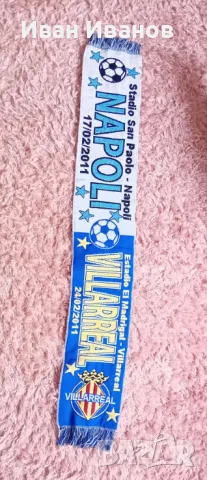 Иван Иванов
Stadio San Paolo - Napoli
NAPOLI
17/02/2011
Estadio El Madrigal - Villarreal
VILLARREAL
24/02/2011
VILLARREAL